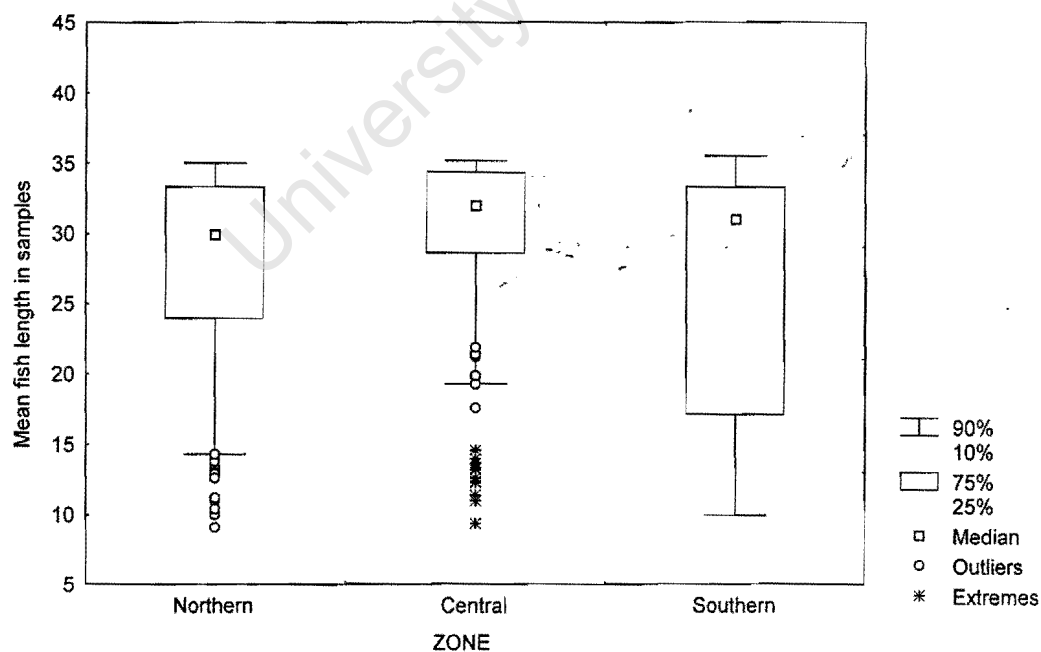 Mean fish length in samples
45
40
35
30
25
20
15
10
5
Northern
Central
Southern
ZONE
90%
10%
75%
25%
Median
Outliers
Extremes
University